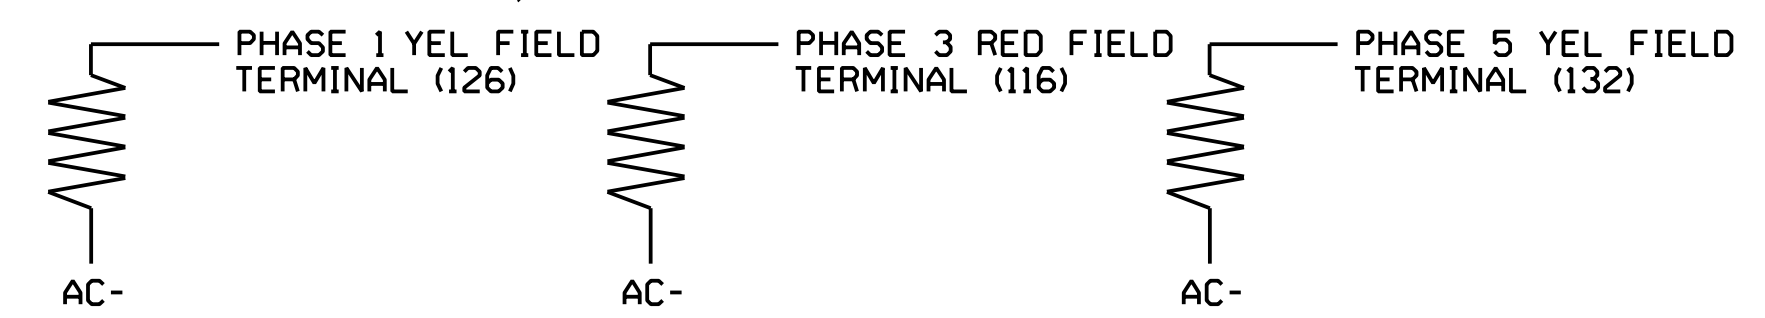 PHASE 1 YEL FIELD
TERMINAL (126)
PHASE 3 RED FIELD
TERMINAL (116)
PHASE 5 YEL FIELD
TERMINAL (132)
AC-
AC-
AC-